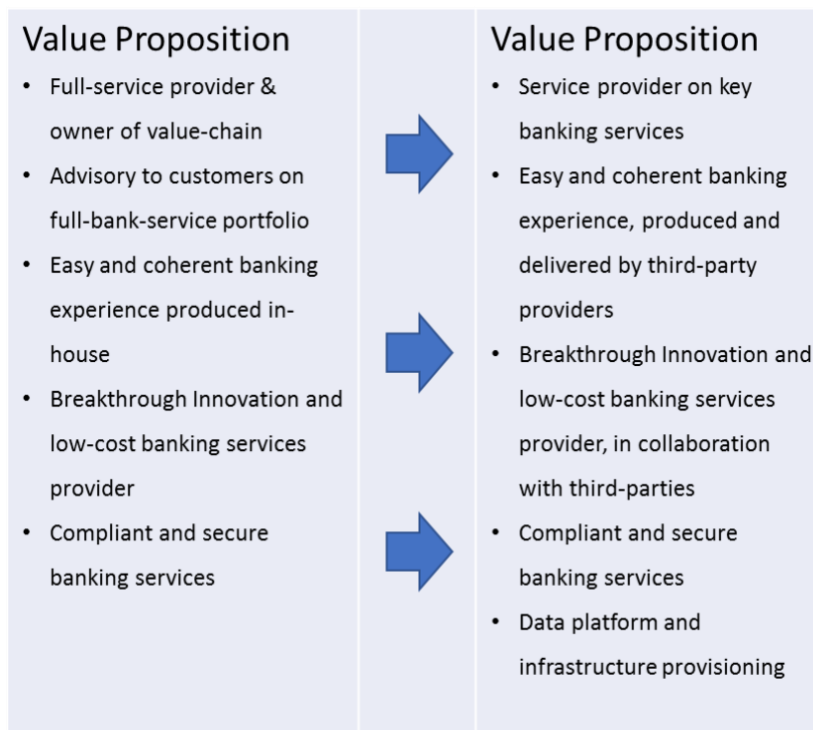 Value Proposition
• Full-service provider &
owner of value-chain
• Advisory to customers on
full-bank-service portfolio
• Easy and coherent banking
experience produced in-
house
• Breakthrough Innovation and
low-cost banking services
provider
• Compliant and secure
banking services
Value Proposition
• Service provider on key
banking services
• Easy and coherent banking
experience, produced and
delivered by third-party
providers
• Breakthrough Innovation and
low-cost banking services
provider, in collaboration
with third-parties
• Compliant and secure
banking services
• Data platform and
infrastructure provisioning